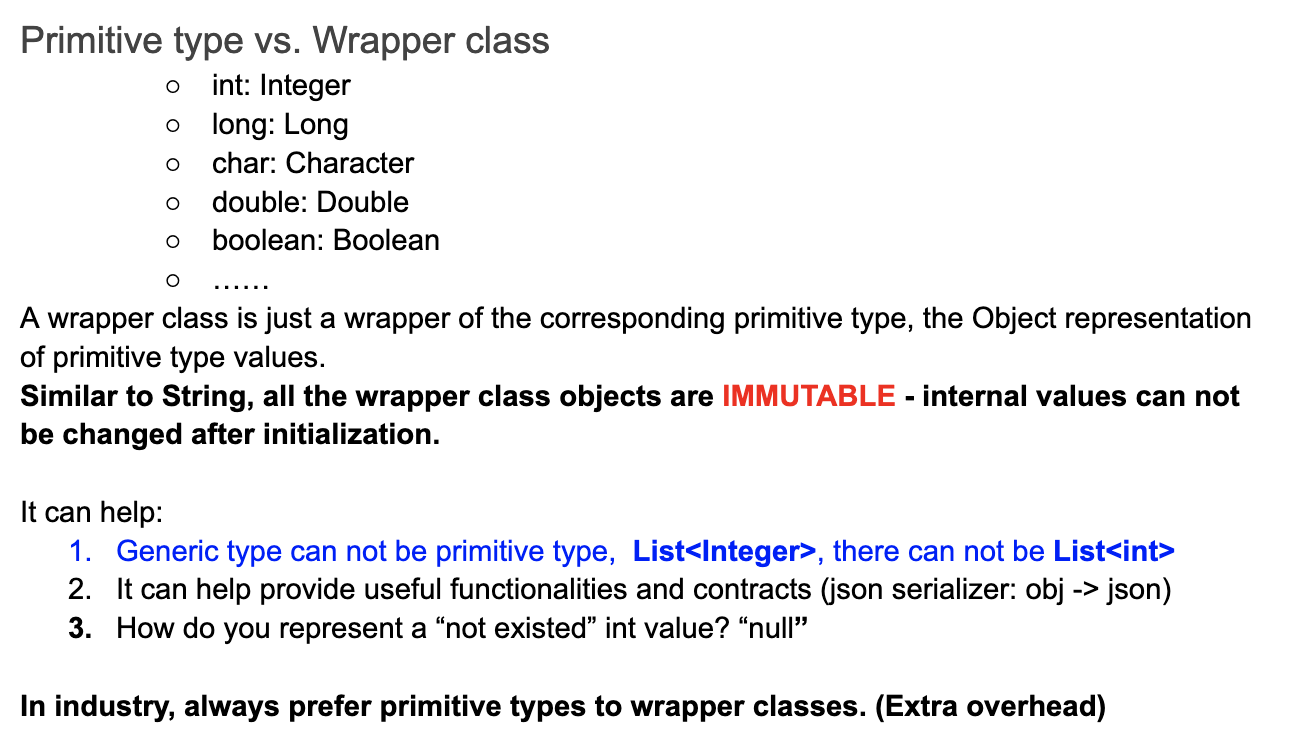 Primitive type vs. Wrapper class
○ int: Integer
○ long: Long
○ char: Character
○ double: Double
○ boolean: Boolean
○ ……
A wrapper class is just a wrapper of the corresponding primitive type, the Object representation
of primitive type values.
Similar to String, all the wrapper class objects are IMMUTABLE - internal values can not
be changed after initialization.
It can help:
1. Generic type can not be primitive type, List<Integer>, there can not be List<int>
2. It can help provide useful functionalities and contracts (json serializer: obj -> json)
3. How do you represent a “not existed” int value? “null”
In industry, always prefer primitive types to wrapper classes. (Extra overhead)